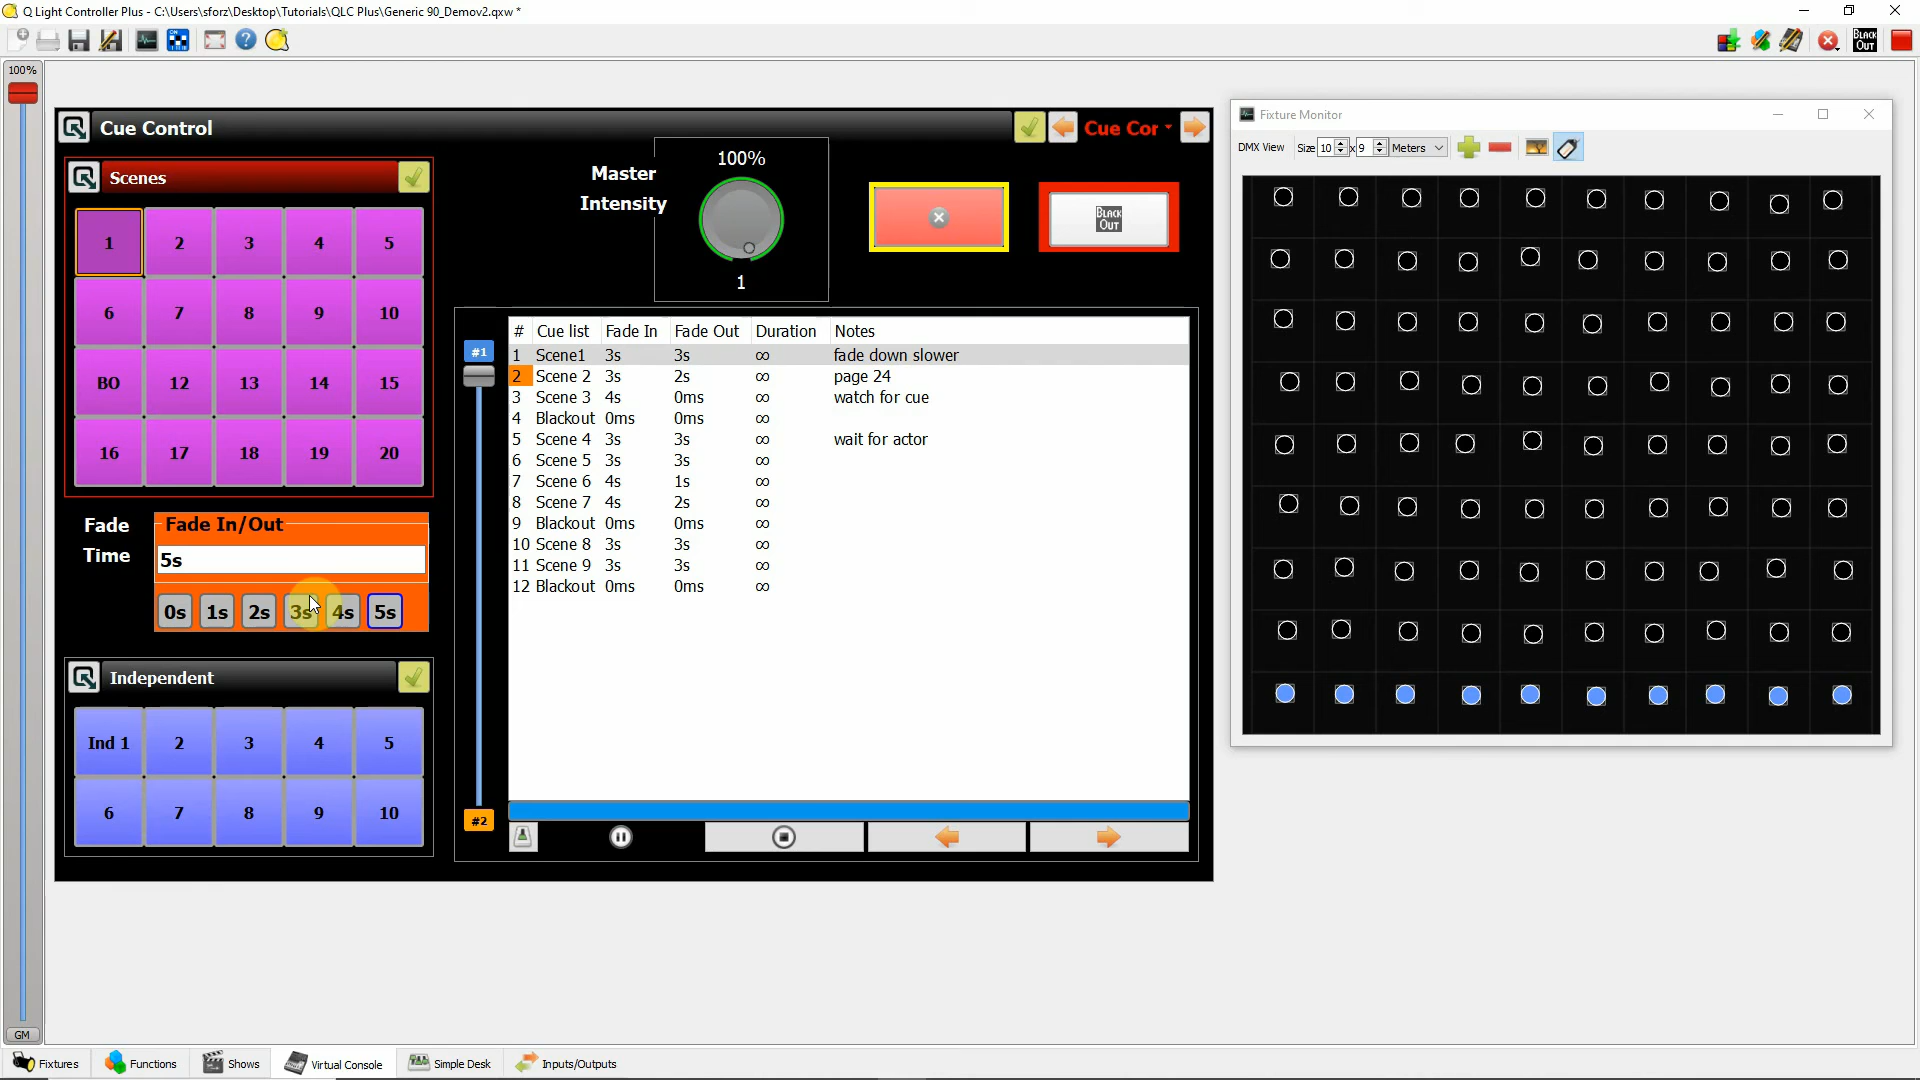 Q Light Controller Plus - C:\Users\sforz\Desktop\Tutorials\QLC Plus\Generic 90_Demov2.qxw *
ON
BLACK OUT
100%
Cue Control
Cue Cor
Scenes
1 2 3 4 5
6 7 8 9 10
BO 12 13 14 15
16 17 18 19 20
Master
Intensity
100%
1
BLACK
OUT
# Cue list Fade In Fade Out Duration Notes
#1
1 Scene1 3s 3s ∞ fade down slower
2 Scene 2 3s 2s ∞ page 24
3 Scene 3 4s 0ms ∞ watch for cue
4 Blackout 0ms 0ms ∞
5 Scene 4 3s 3s ∞ wait for actor
6 Scene 5 3s 3s ∞
7 Scene 6 4s 1s ∞
8 Scene 7 4s 2s ∞
9 Blackout 0ms 0ms ∞
10 Scene 8 3s 3s ∞
11 Scene 9 3s 3s ∞
12 Blackout 0ms 0ms ∞
#2
Fade
Time
Fade In/Out
5s
0s 1s 2s 3s 4s 5s
Independent
Ind 1 2 3 4 5
6 7 8 9 10
Fixture Monitor
DMX View Size 10 x 9 Meters
GM
Fixtures Functions Shows Virtual Console Simple Desk Inputs/Outputs